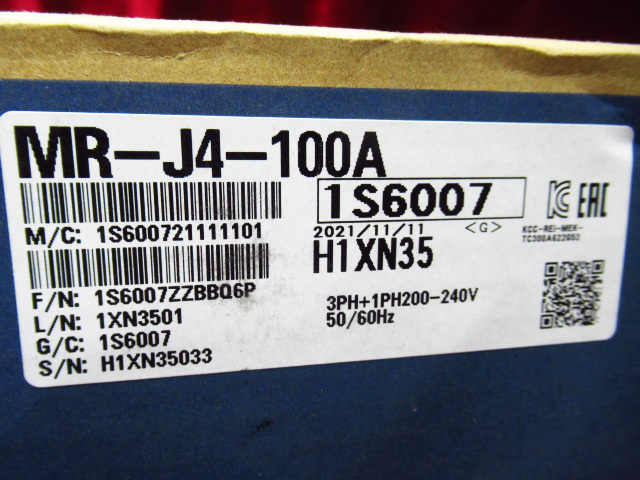 MR-J4-100A
1S6007
M/C: 1S600721111101
2021/11/11 <G>
H1XN35
KCC-REI-MEK-
TC300A622G52
EAC
F/N: 1S6007ZZBBQ6P
L/N: 1XN3501
G/C: 1S6007
S/N: H1XN35033
3PH+1PH200-240V
50/60Hz